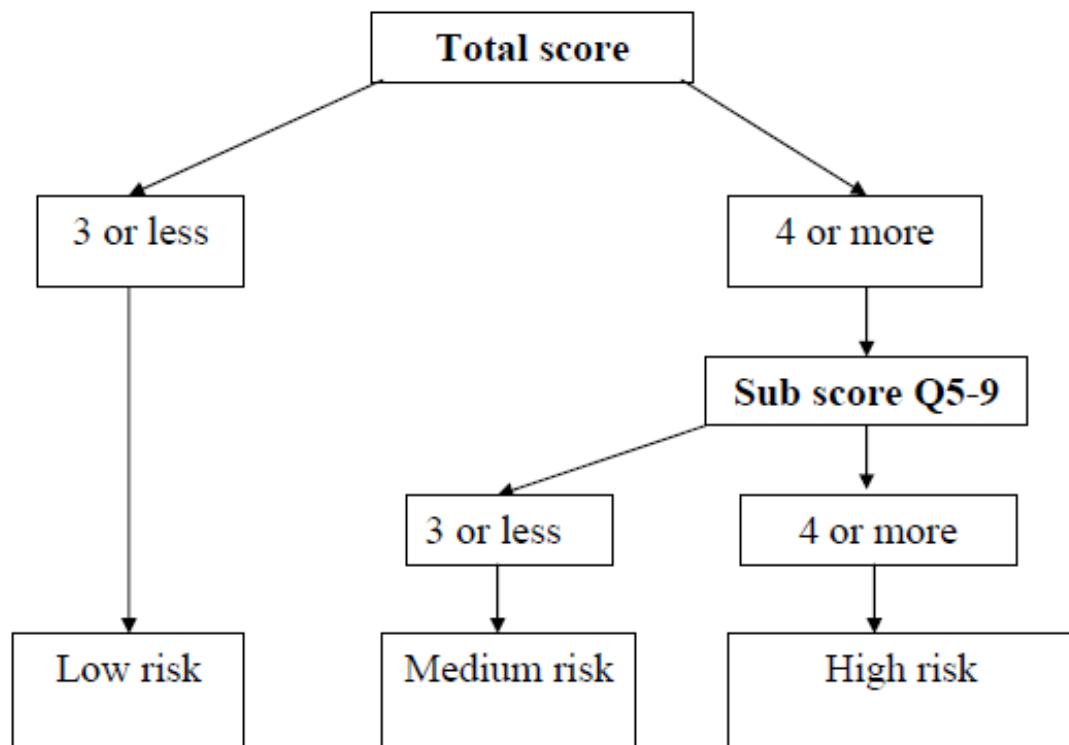 Total score
3 or less
4 or more
Sub score Q5-9
3 or less
4 or more
Low risk
Medium risk
High risk